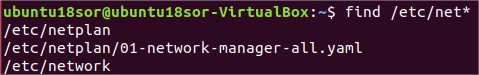 ubuntu18sor@ubuntu18sor-VirtualBox:~$ find /etc/net*
/etc/netplan
/etc/netplan/01-network-manager-all.yaml
/etc/network